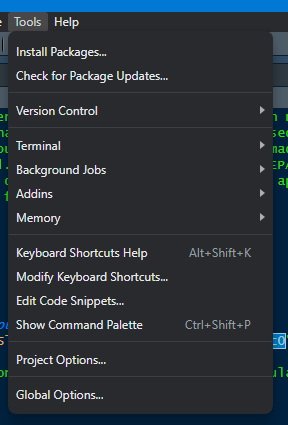 Tools Help
Install Packages...
Check for Package Updates...
Version Control
Terminal
Background Jobs
Addins
Memory
Keyboard Shortcuts Help Alt+Shift+K
Modify Keyboard Shortcuts...
Edit Code Snippets...
Show Command Palette Ctrl+Shift+P
Project Options...
Global Options...